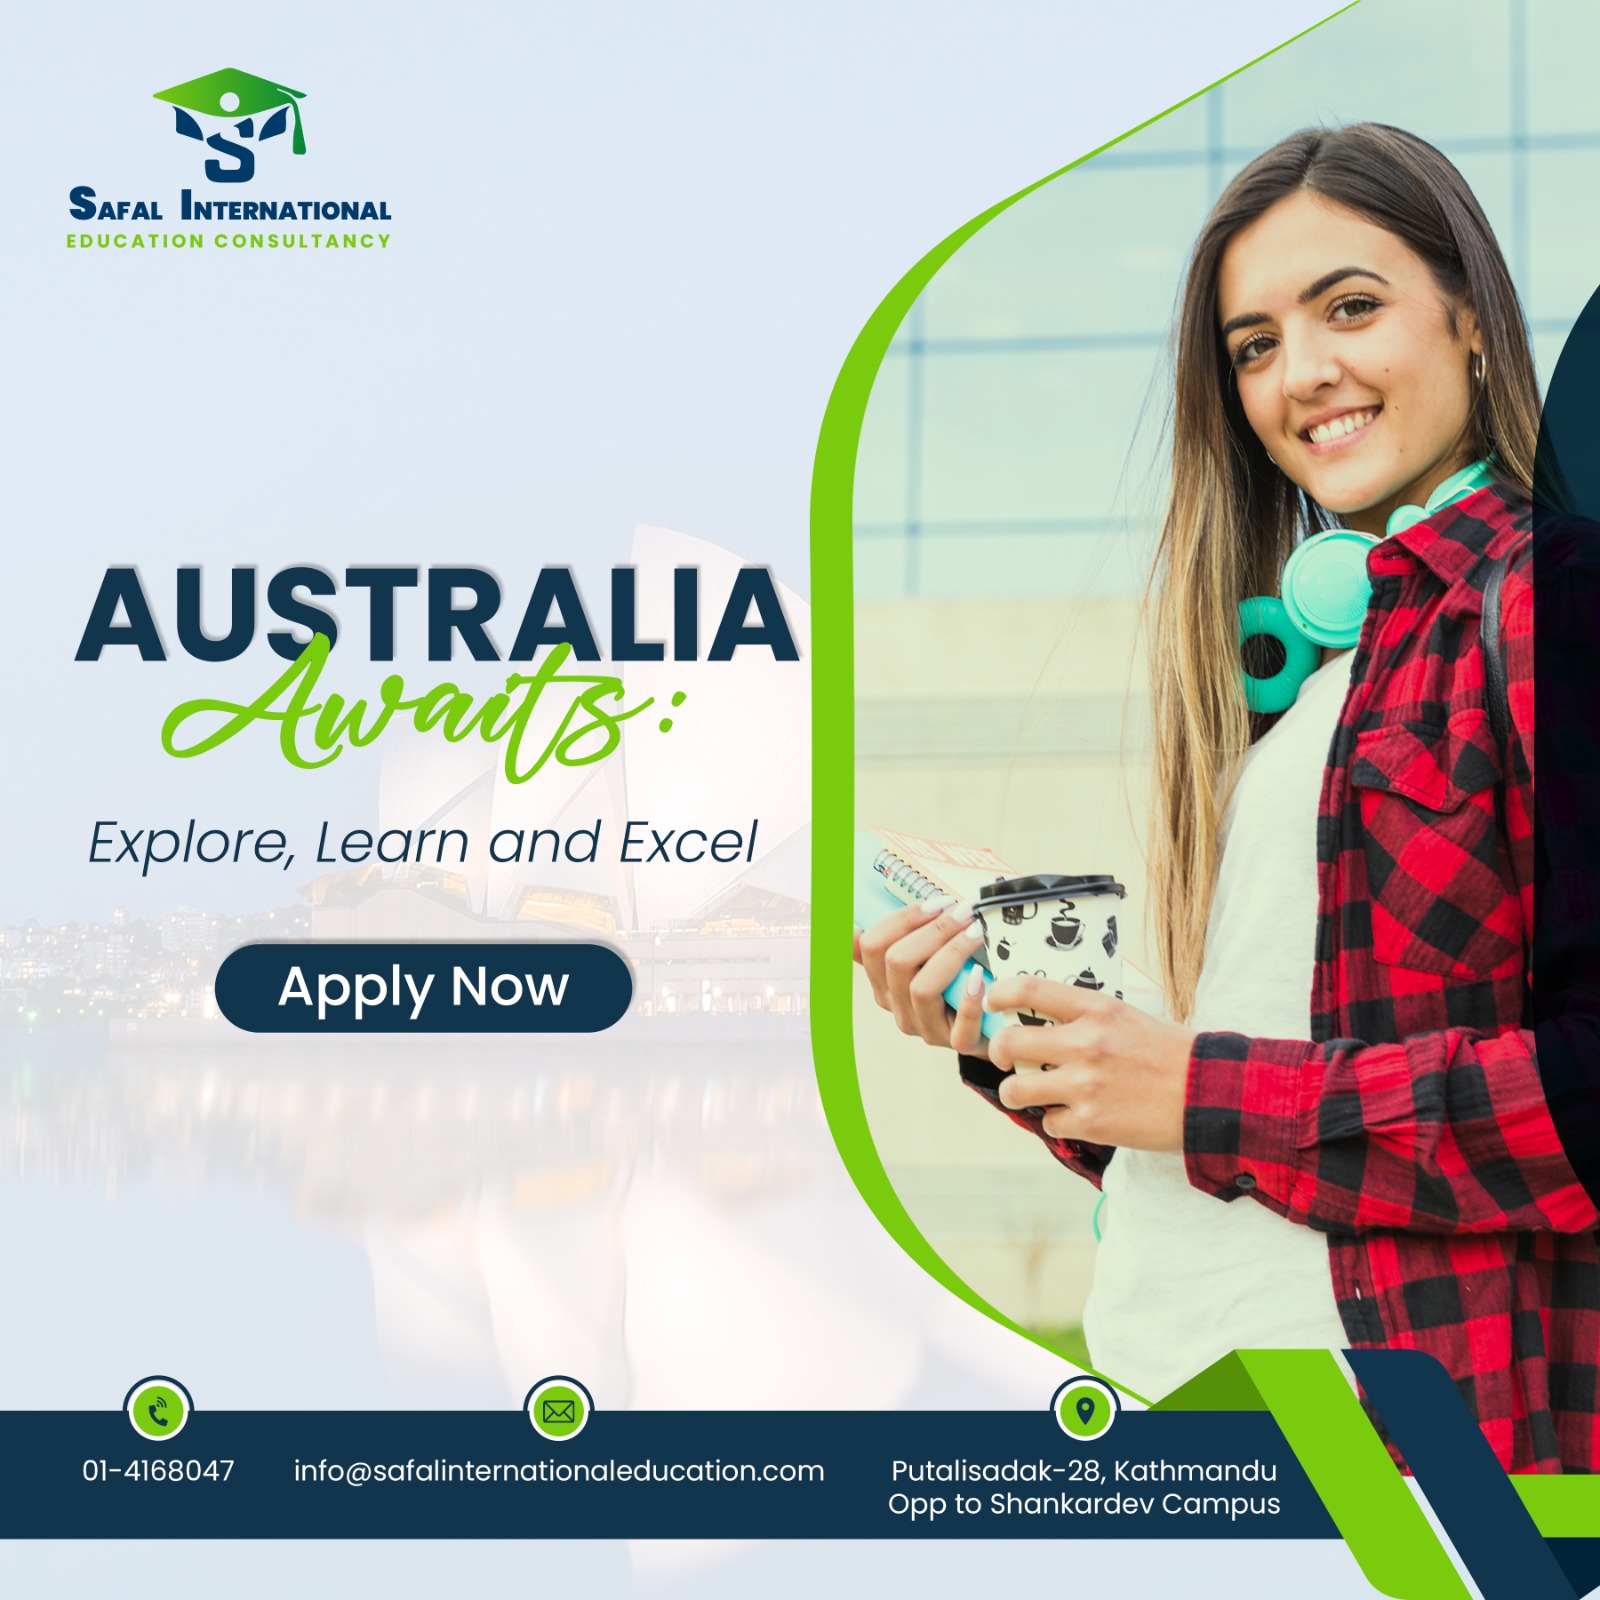 SAFAL INTERNATIONAL
EDUCATION CONSULTANCY
AUSTRALIA
Awaits:
Explore, Learn and Excel
Apply Now
01-4168047
info@safalinternationaleducation.com
Putalisadak-28, Kathmandu
Opp to Shankardev Campus